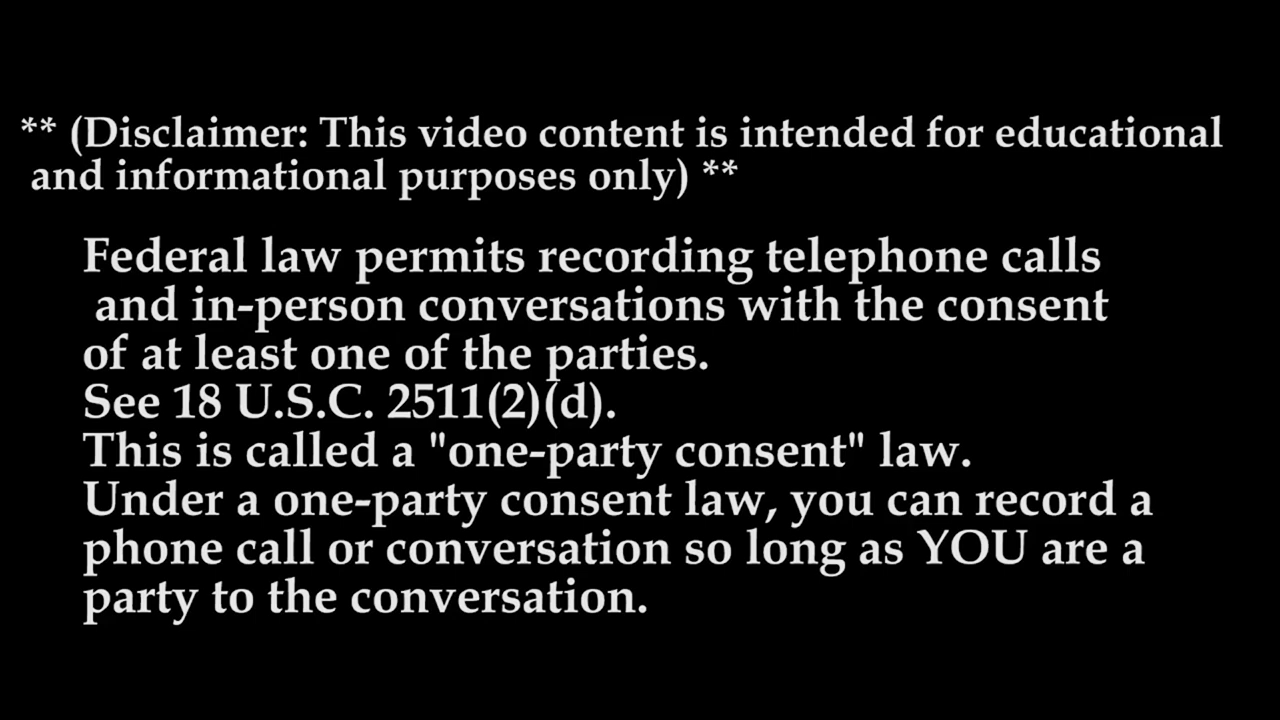 ** (Disclaimer: This video content is intended for educational
and informational purposes only) **
Federal law permits recording telephone calls
and in-person conversations with the consent
of at least one of the parties.
See 18 U.S.C. 2511(2)(d).
This is called a "one-party consent" law.
Under a one-party consent law, you can record a
phone call or conversation so long as YOU are a
party to the conversation.